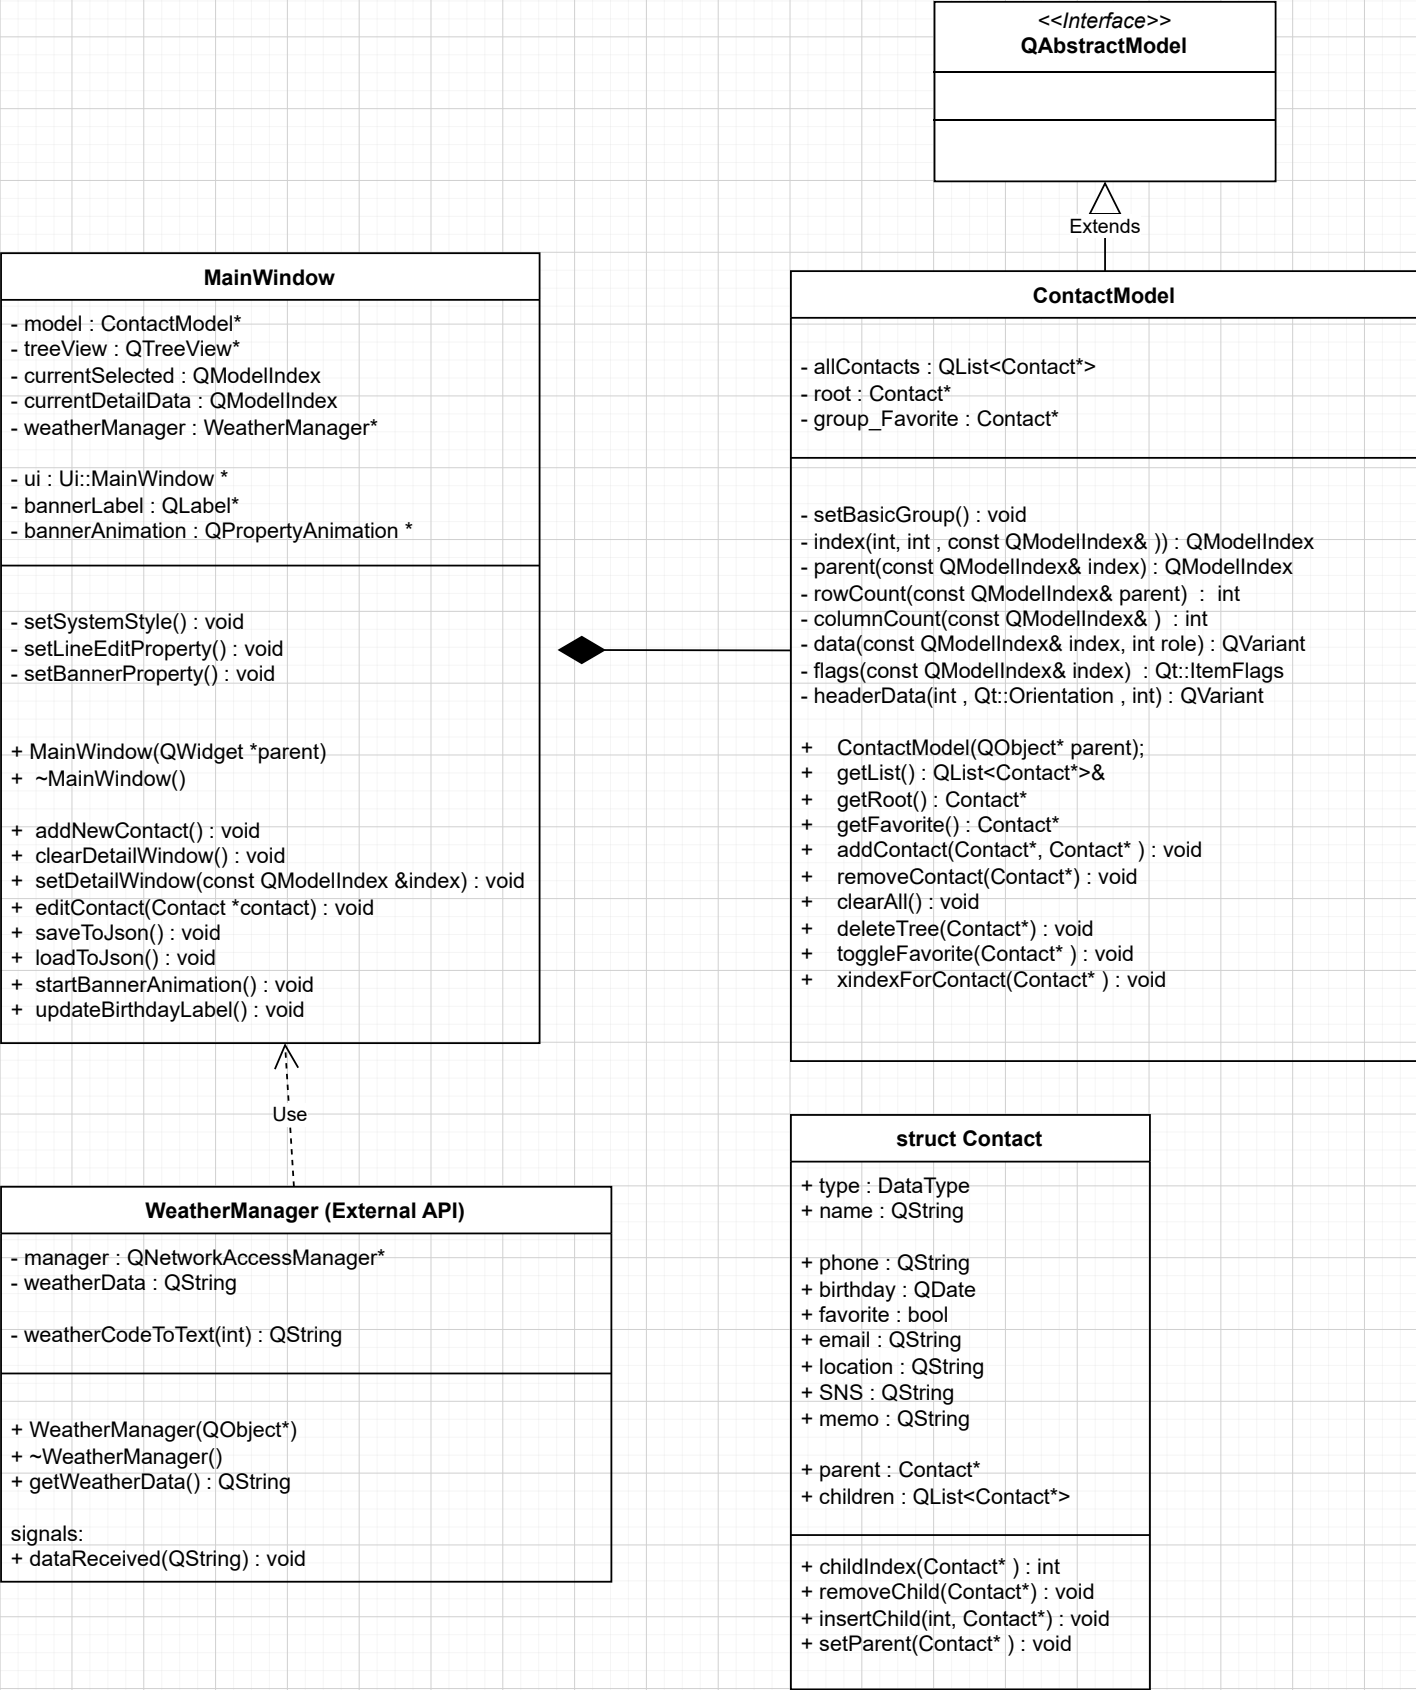 <<Interface>>
QAbstractModel
Extends
MainWindow
- model : ContactModel*
- treeView : QTreeView*
- currentSelected : QModelIndex
- currentDetailData : QModelIndex
- weatherManager : WeatherManager*
- ui : Ui::MainWindow *
- bannerLabel : QLabel*
- bannerAnimation : QPropertyAnimation *
- setSystemStyle() : void
- setLineEditProperty() : void
- setBannerProperty() : void
+ MainWindow(QWidget *parent)
+ ~MainWindow()
+ addNewContact() : void
+ clearDetailWindow() : void
+ setDetailWindow(const QModelIndex &index) : void
+ editContact(Contact *contact) : void
+ saveToJson() : void
+ loadToJson() : void
+ startBannerAnimation() : void
+ updateBirthdayLabel() : void
ContactModel
- allContacts : QList<Contact*>
- root : Contact*
- group_Favorite : Contact*
- setBasicGroup() : void
- index(int, int , const QModelIndex& )) : QModelIndex
- parent(const QModelIndex& index) : QModelIndex
- rowCount(const QModelIndex& parent) : int
- columnCount(const QModelIndex& ) : int
- data(const QModelIndex& index, int role) : QVariant
- flags(const QModelIndex& index) : Qt::ItemFlags
- headerData(int , Qt::Orientation , int) : QVariant
+ ContactModel(QObject* parent);
+ getList() : QList<Contact*>&
+ getRoot() : Contact*
+ getFavorite() : Contact*
+ addContact(Contact*, Contact* ) : void
+ removeContact(Contact*) : void
+ clearAll() : void
+ deleteTree(Contact*) : void
+ toggleFavorite(Contact* ) : void
+ xindexForContact(Contact* ) : void
Use
WeatherManager (External API)
- manager : QNetworkAccessManager*
- weatherData : QString
- weatherCodeToText(int) : QString
+ WeatherManager(QObject*)
+ ~WeatherManager()
+ getWeatherData() : QString
signals:
+ dataReceived(QString) : void
struct Contact
+ type : DataType
+ name : QString
+ phone : QString
+ birthday : QDate
+ favorite : bool
+ email : QString
+ location : QString
+ SNS : QString
+ memo : QString
+ parent : Contact*
+ children : QList<Contact*>
+ childIndex(Contact* ) : int
+ removeChild(Contact*) : void
+ insertChild(int, Contact*) : void
+ setParent(Contact* ) : void